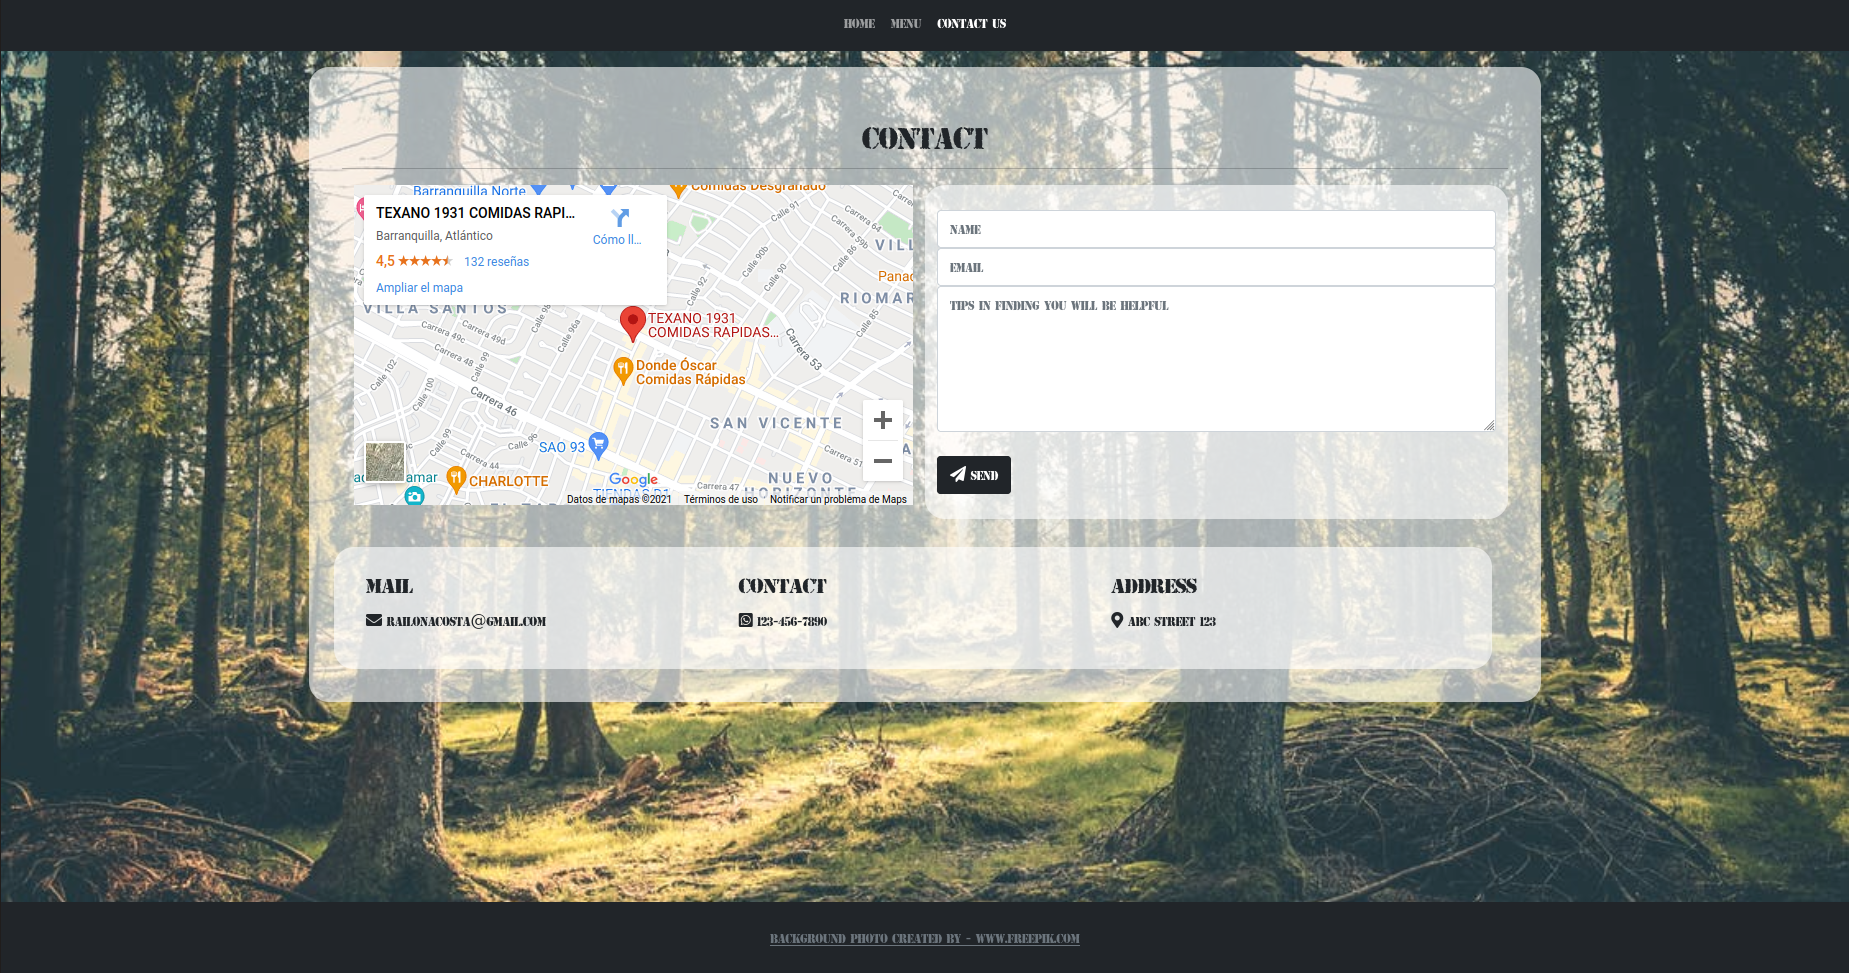 HOME MENU CONTACT US
CONTACT
Barranquilla Norte
Comidas Desgranado
TEXANO 1931 COMIDAS RAPI...
Cómo ll...
Barranquilla, Atlántico
4,5 132 reseñas
Ampliar el mapa
Calle 91
Carrera 64
Calle 86
Carrera 59b
Calle 90b
Calle 90
Calle 92
VILL
Panac
RIOMAR
Calle 85
VILLA SANTOS
Calle 98
Calle 96a
Carrera 49c
Carrera 49d
Carrera 48
Calle 99
Calle 102
Calle 100
TEXANO 1931
COMIDAS RAPIDAS...
Carrera 53
Donde Óscar
Comidas Rápidas
Carrera 46
SAN VICENTE
Calle 99
Calle 96
SAO 93
Carrera 44
Carrera 51
amar
CHARLOTTE
Google
Carrera 47
NUEVO
HORIZONTE
TIENDAS D1
Datos de mapas ©2021 Términos de uso Notificar un problema de Maps
NAME
EMAIL
TIPS IN FINDING YOU WILL BE HELPFUL
SEND
MAIL
RAILONACOSTA@GMAIL.COM
CONTACT
123-456-7890
ADDRESS
ABC STREET 123
BACKGROUND PHOTO CREATED BY - WWW.FREEPIK.COM